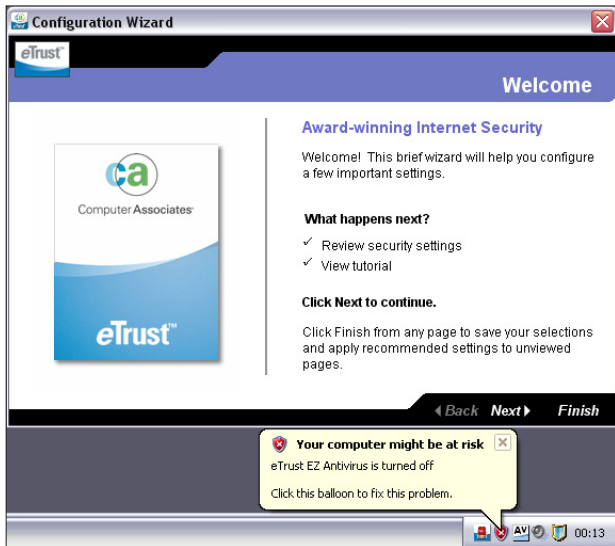 Configuration Wizard
eTrust™
Welcome
ca
Computer Associates
eTrust™
Award-winning Internet Security
Welcome! This brief wizard will help you configure
a few important settings.
What happens next?
✓ Review security settings
✓ View tutorial
Click Next to continue.
Click Finish from any page to save your selections
and apply recommended settings to unviewed
pages.
Back Next Finish
Your computer might be at risk
eTrust EZ Antivirus is turned off
Click this balloon to fix this problem.
AV 00:13